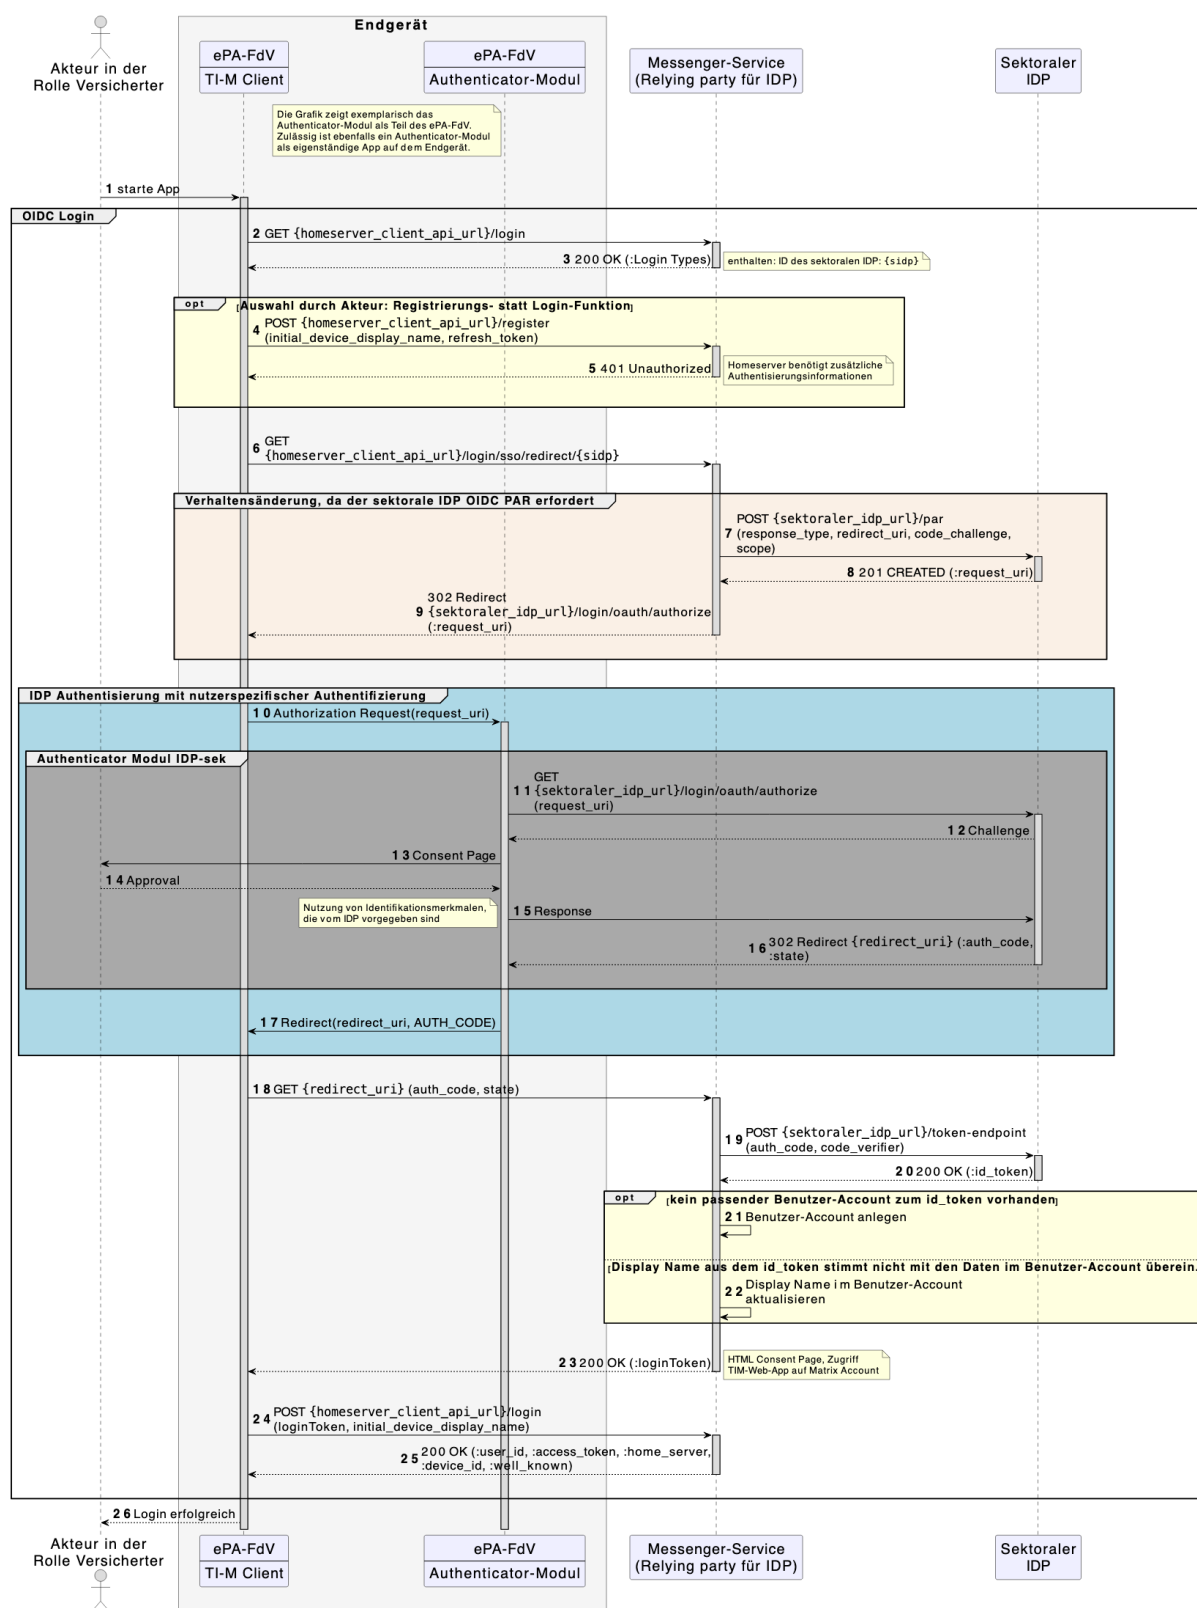 Endgerät
Akteur in der
Rolle Versicherter
ePA-FdV
TI-M Client
ePA-FdV
Authenticator-Modul
Messenger-Service
(Relying party für IDP)
Sektoraler
IDP
Die Grafik zeigt exemplarisch das
Authenticator-Modul als Teil des ePA-FdV.
Zulässig ist ebenfalls ein Authenticator-Modul
als eigenständige App auf dem Endgerät.
1 starte App
OIDC Login
2 GET {homeserver_client_api_url}/login
3 200 OK (:Login Types)
enthalten: ID des sektoralen IDP: {sidp}
opt [Auswahl durch Akteur: Registrierungs- statt Login-Funktion]
4 POST {homeserver_client_api_url}/register
(initial_device_display_name, refresh_token)
5 401 Unauthorized
Homeserver benötigt zusätzliche
Authentisierungsinformationen
6 GET
{homeserver_client_api_url}/login/sso/redirect/{sidp}
Verhaltensänderung, da der sektorale IDP OIDC PAR erfordert
7 POST {sektoraler_idp_url}/par
(response_type, redirect_uri, code_challenge,
scope)
8 201 CREATED (:request_uri)
9 302 Redirect
{sektoraler_idp_url}/login/oauth/authorize
(:request_uri)
IDP Authentisierung mit nutzerspezifischer Authentifizierung
10 Authorization Request(request_uri)
Authenticator Modul IDP-sek
11 GET
{sektoraler_idp_url}/login/oauth/authorize
(request_uri)
12 Challenge
13 Consent Page
14 Approval
Nutzung von Identifikationsmerkmalen,
die vom IDP vorgegeben sind
15 Response
16 302 Redirect {redirect_uri} (:auth_code,
:state)
17 Redirect(redirect_uri, AUTH_CODE)
18 GET {redirect_uri} (auth_code, state)
19 POST {sektoraler_idp_url}/token-endpoint
(auth_code, code_verifier)
20 200 OK (:id_token)
opt [kein passender Benutzer-Account zum id_token vorhanden]
21 Benutzer-Account anlegen
[Display Name aus dem id_token stimmt nicht mit den Daten im Benutzer-Account überein.
22 Display Name im Benutzer-Account
aktualisieren
23 200 OK (:loginToken)
HTML Consent Page, Zugriff
TIM-Web-App auf Matrix Account
24 POST {homeserver_client_api_url}/login
(loginToken, initial_device_display_name)
25 200 OK (:user_id, :access_token, :home_server,
:device_id, :well_known)
26 Login erfolgreich
Akteur in der
Rolle Versicherter
ePA-FdV
TI-M Client
ePA-FdV
Authenticator-Modul
Messenger-Service
(Relying party für IDP)
Sektoraler
IDP